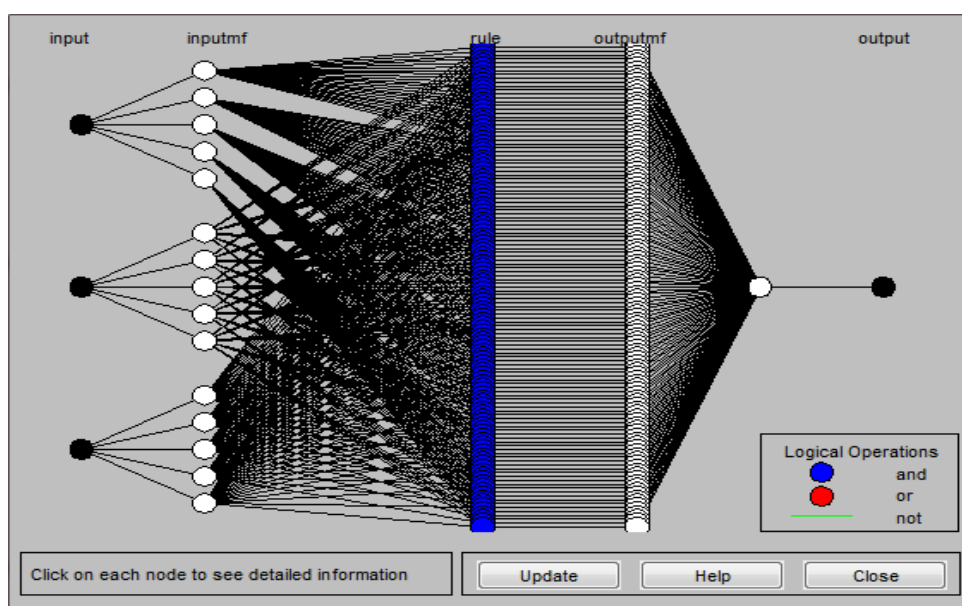 input inputmf rule outputmf output
Logical Operations
and
or
not
Click on each node to see detailed information
Update Help Close